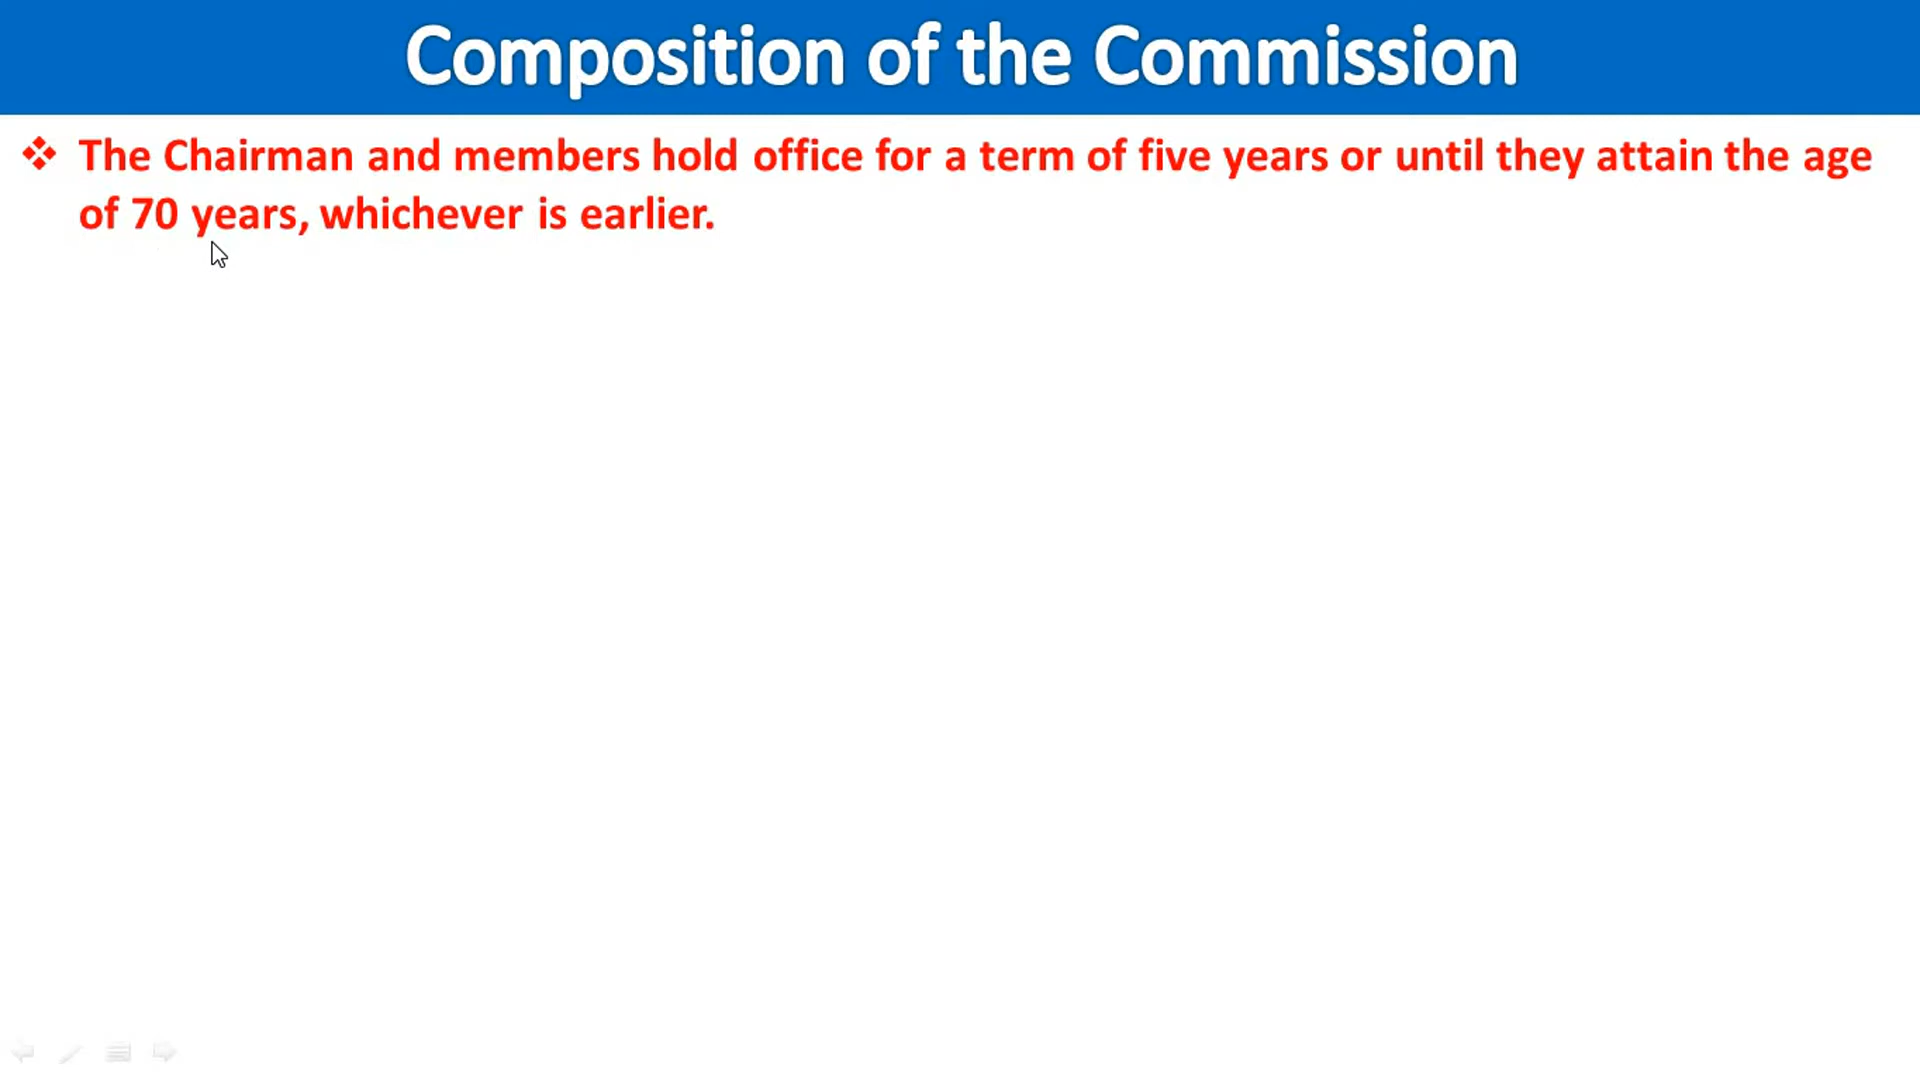 Composition of the Commission
The Chairman and members hold office for a term of five years or until they attain the age
of 70 years, whichever is earlier.